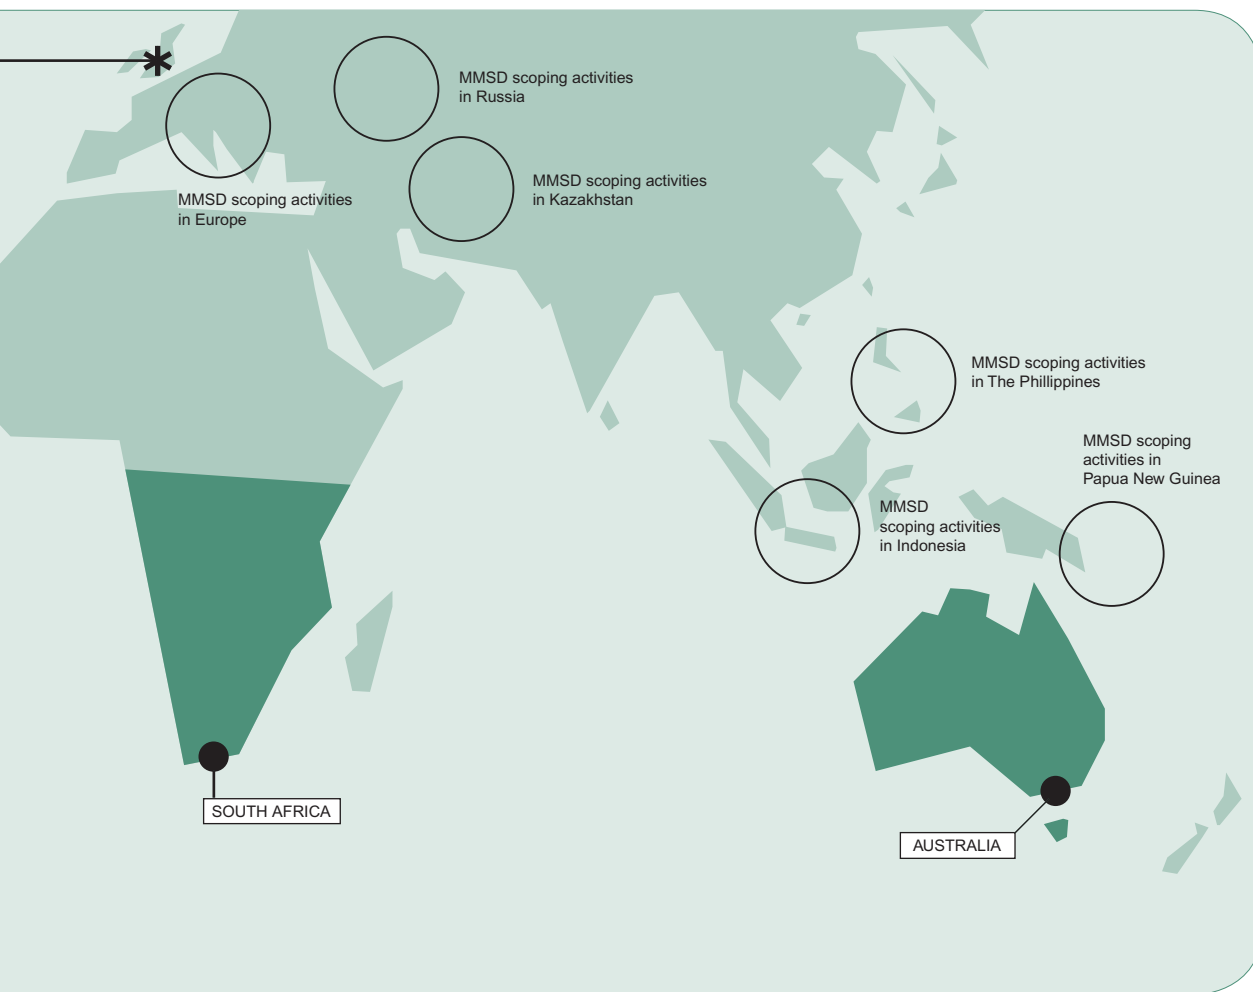 MMSD scoping activities
in Russia
MMSD scoping activities
in Kazakhstan
MMSD scoping activities
in Europe
MMSD scoping activities
in The Phillippines
MMSD scoping
activities in
Papua New Guinea
MMSD
scoping activities
in Indonesia
SOUTH AFRICA
AUSTRALIA